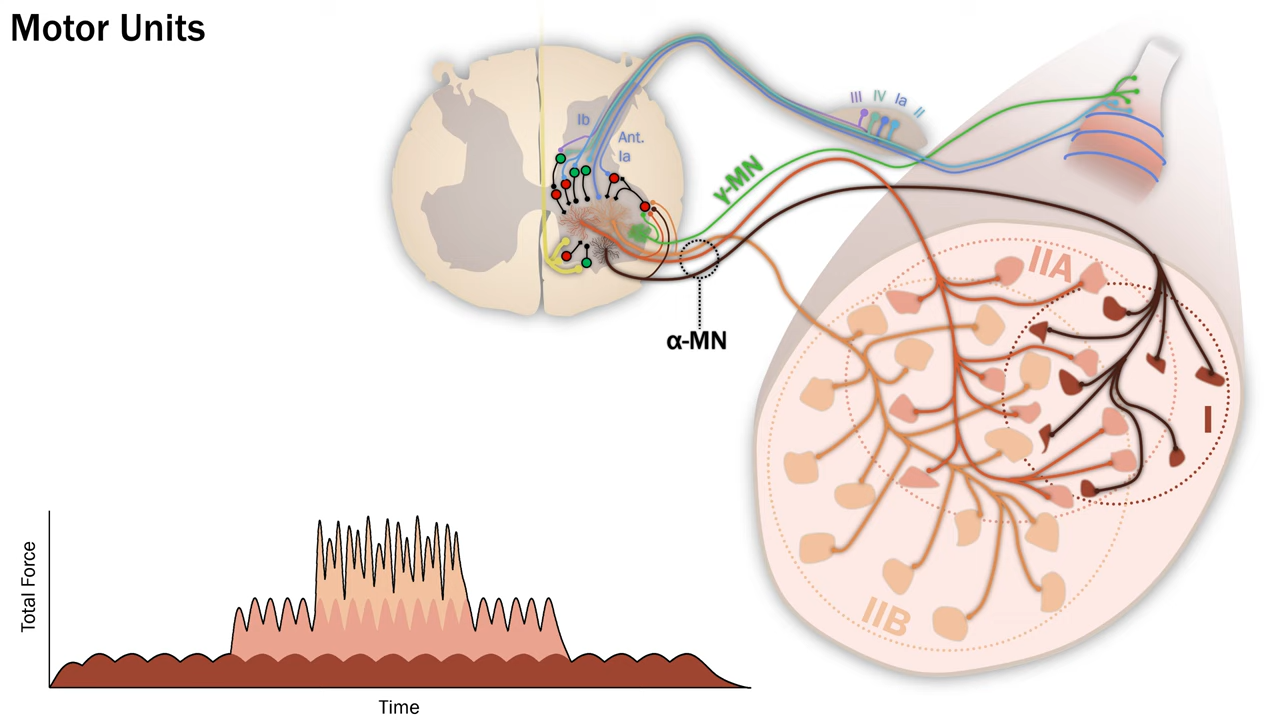 Motor Units
III IV Ia II
Ib
Ant.
Ia
γ-MN
α-MN
IIA
I
IIB
Total Force
Time